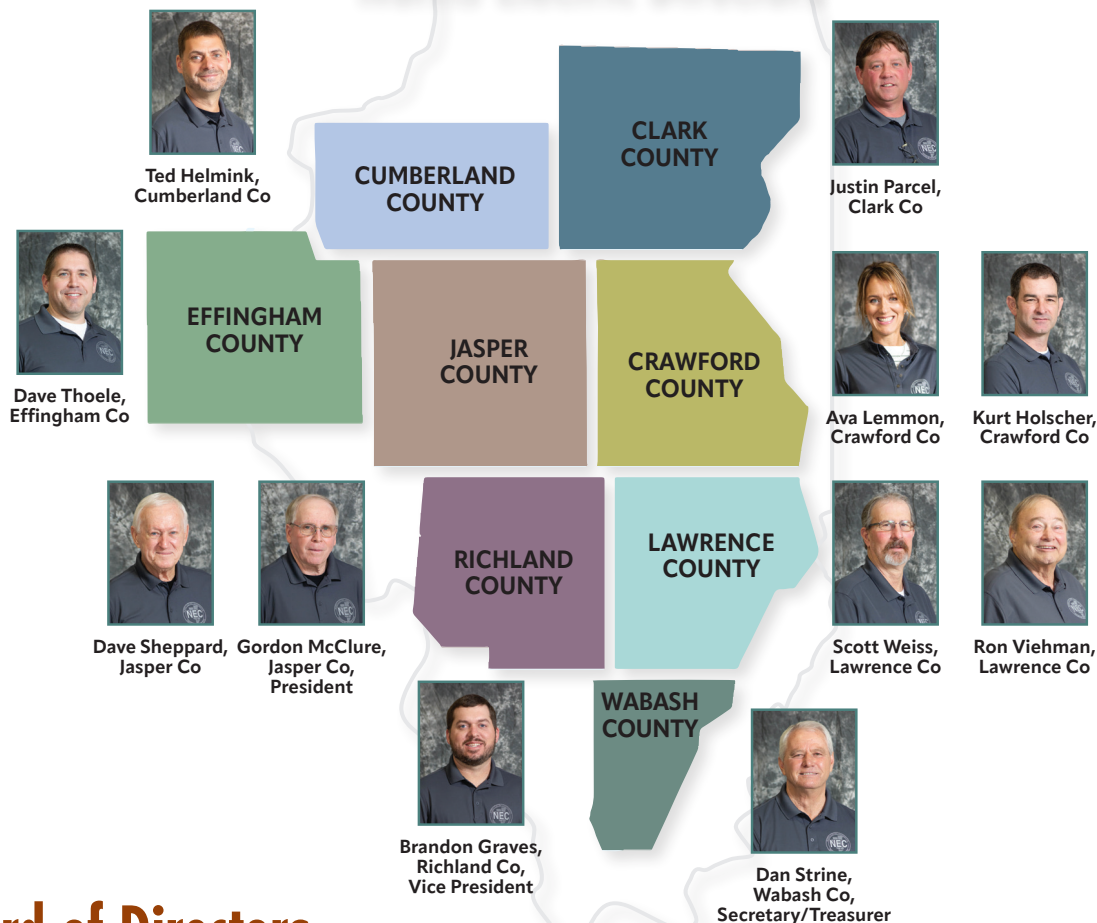 Ted Helmink,
Cumberland Co
CUMBERLAND
COUNTY
CLARK
COUNTY
Justin Parcel,
Clark Co
Dave Thoele,
Effingham Co
EFFINGHAM
COUNTY
JASPER
COUNTY
CRAWFORD
COUNTY
Ava Lemmon,
Crawford Co
Kurt Holscher,
Crawford Co
Dave Sheppard,
Jasper Co
Gordon McClure,
Jasper Co,
President
RICHLAND
COUNTY
LAWRENCE
COUNTY
Scott Weiss,
Lawrence Co
Ron Viehman,
Lawrence Co
Brandon Graves,
Richland Co,
Vice President
WABASH
COUNTY
Dan Strine,
Wabash Co,
Secretary/Treasurer
rd of Directors